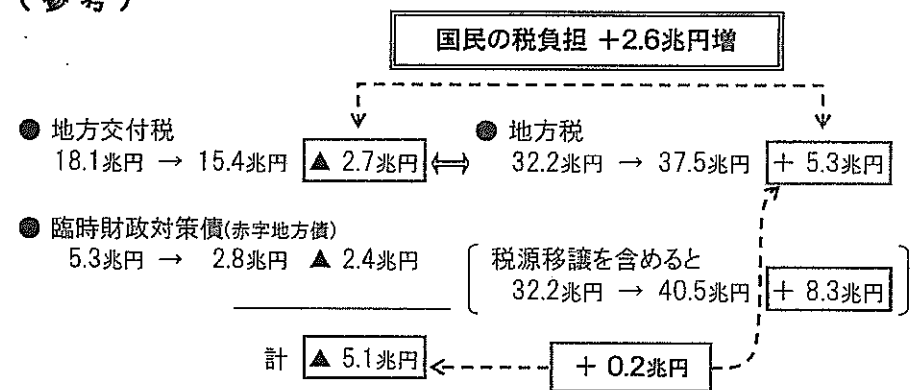 (参考)
国民の税負担 +2.6兆円増
● 地方交付税
18.1兆円 → 15.4兆円 ▲ 2.7兆円 ⇔
● 地方税
32.2兆円 → 37.5兆円 + 5.3兆円
● 臨時財政対策債(赤字地方債)
5.3兆円 → 2.8兆円 ▲ 2.4兆円
税源移譲を含めると
32.2兆円 → 40.5兆円 + 8.3兆円
計 ▲ 5.1兆円
+ 0.2兆円